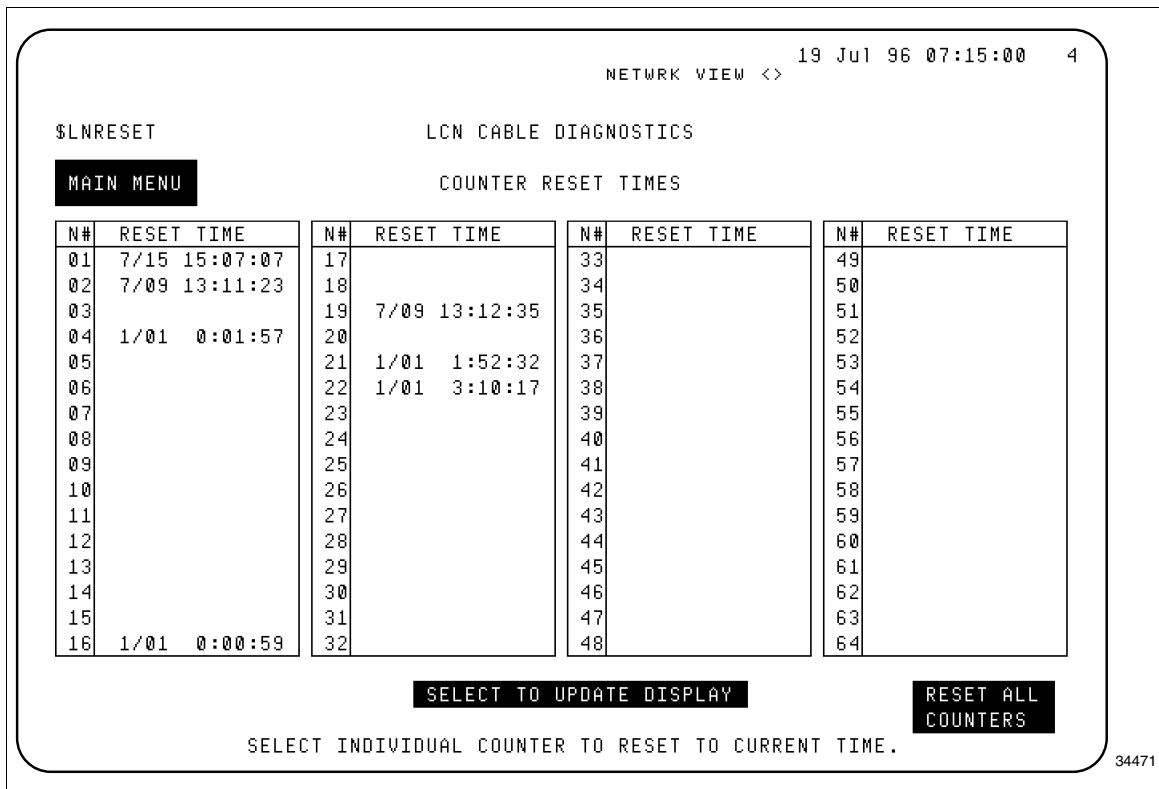 19 Jul 96 07:15:00 4
NETWRK VIEW <>
$LNRESET LCN CABLE DIAGNOSTICS
MAIN MENU COUNTER RESET TIMES
N# RESET TIME N# RESET TIME N# RESET TIME N# RESET TIME
01 7/15 15:07:07 17 33 49
02 7/09 13:11:23 18 34 50
03 19 7/09 13:12:35 35 51
04 1/01 0:01:57 20 36 52
05 21 1/01 1:52:32 37 53
06 22 1/01 3:10:17 38 54
07 23 39 55
08 24 40 56
09 25 41 57
10 26 42 58
11 27 43 59
12 28 44 60
13 29 45 61
14 30 46 62
15 31 47 63
16 1/01 0:00:59 32 48 64
SELECT TO UPDATE DISPLAY RESET ALL
COUNTERS
SELECT INDIVIDUAL COUNTER TO RESET TO CURRENT TIME.
34471